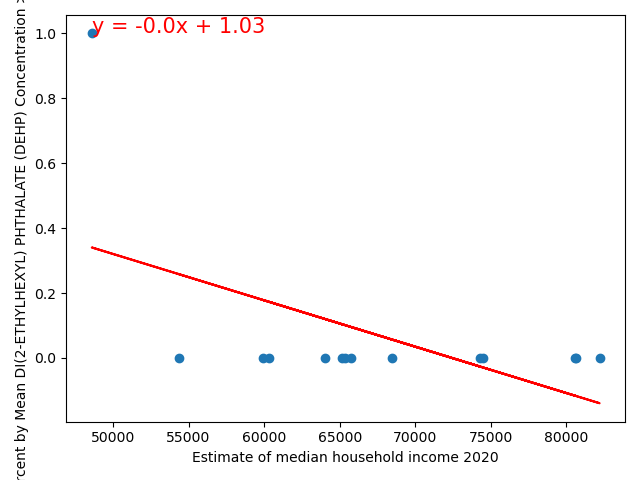 y = -0.0x + 1.03
1.0
0.8
0.6
0.4
0.2
0.0
by Mean DI(2-ETHYLHEXYL) PHTHALATE (DEHP) Concentration
50000 55000 60000 65000 70000 75000 80000
Estimate of median household income 2020